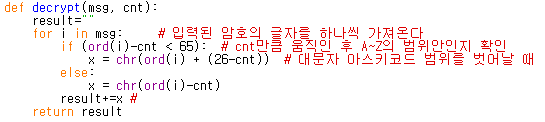 def decrypt(msg, cnt):
    result=""
    for i in msg:     # 입력된 암호의 글자를 하나씩 가져온다
        if (ord(i)-cnt < 65):  # cnt만큼 움직인 후 A~Z의 범위안인지 확인
            x = chr(ord(i) + (26-cnt))  # 대문자 아스키코드 범위를 벗어날 때
        else:
            x = chr(ord(i)-cnt)
        result+=x #
    return result